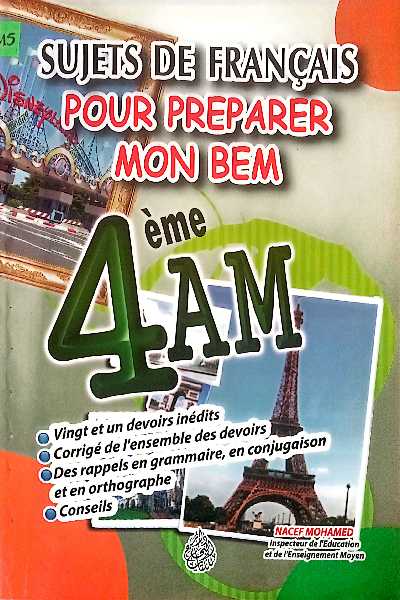 15
SUJETS DE FRANÇAIS
DISNEYLAND
POUR PREPARER
MON BEM
4ème AM
Vingt et un devoirs inédits
Corrigé de l'ensemble des devoirs
Des rappels en grammaire, en conjugaison
et en orthographe
Conseils
NACEF MOHAMED
Inspecteur de l'Education
et de l'Enseignement Moyen